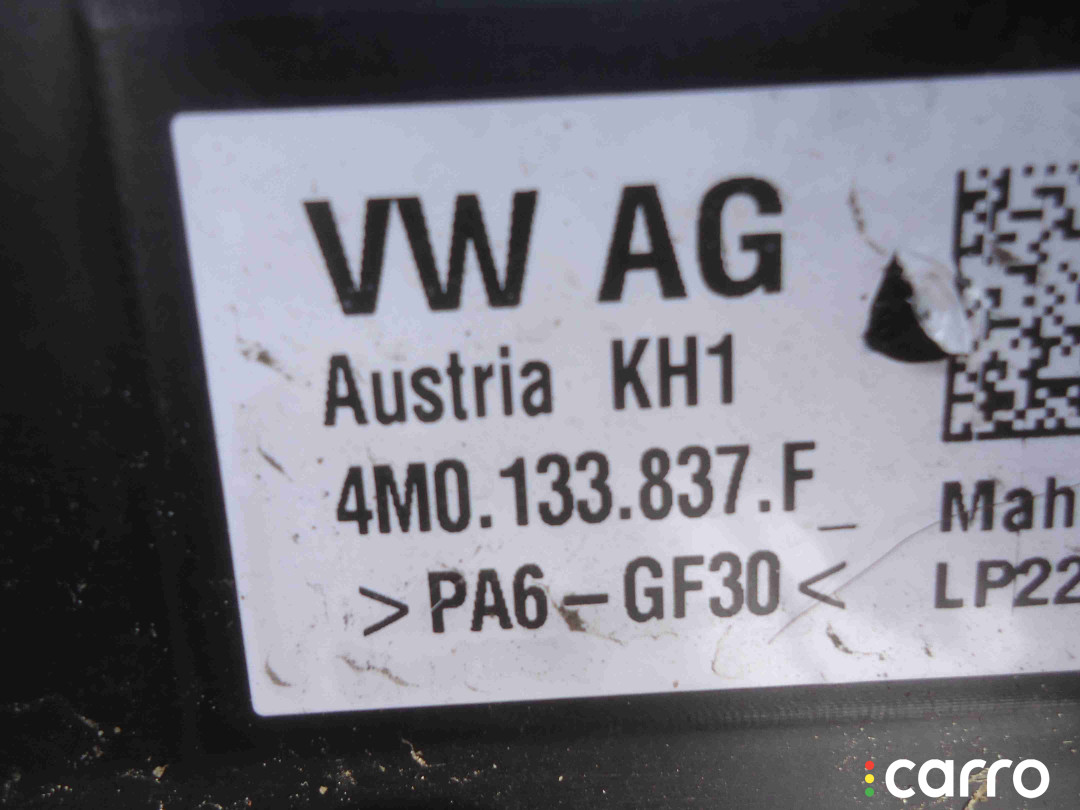 VW AG
Austria KH1
4M0.133.837.F_
>PA6-GF30<
Mah
LP22
carro